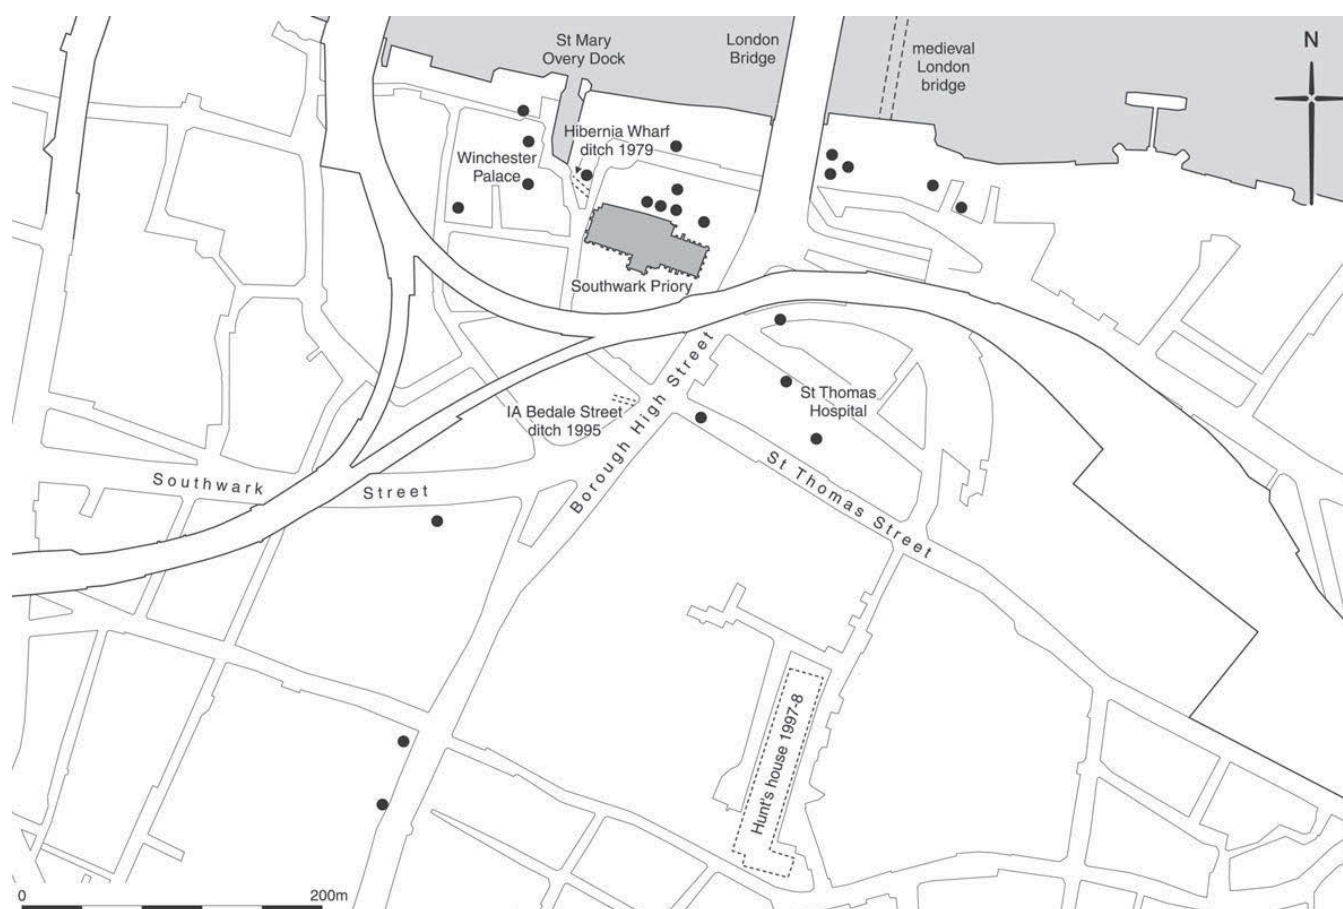 St Mary
Overy Dock
London
Bridge
medieval
London
bridge
N
Hibernia Wharf
ditch 1979
Winchester
Palace
Southwark Priory
St Thomas
Hospital
IA Bedale Street
ditch 1995
Borough High Street
St Thomas Street
Southwark Street
Hunt's house 1997-8
0 200m